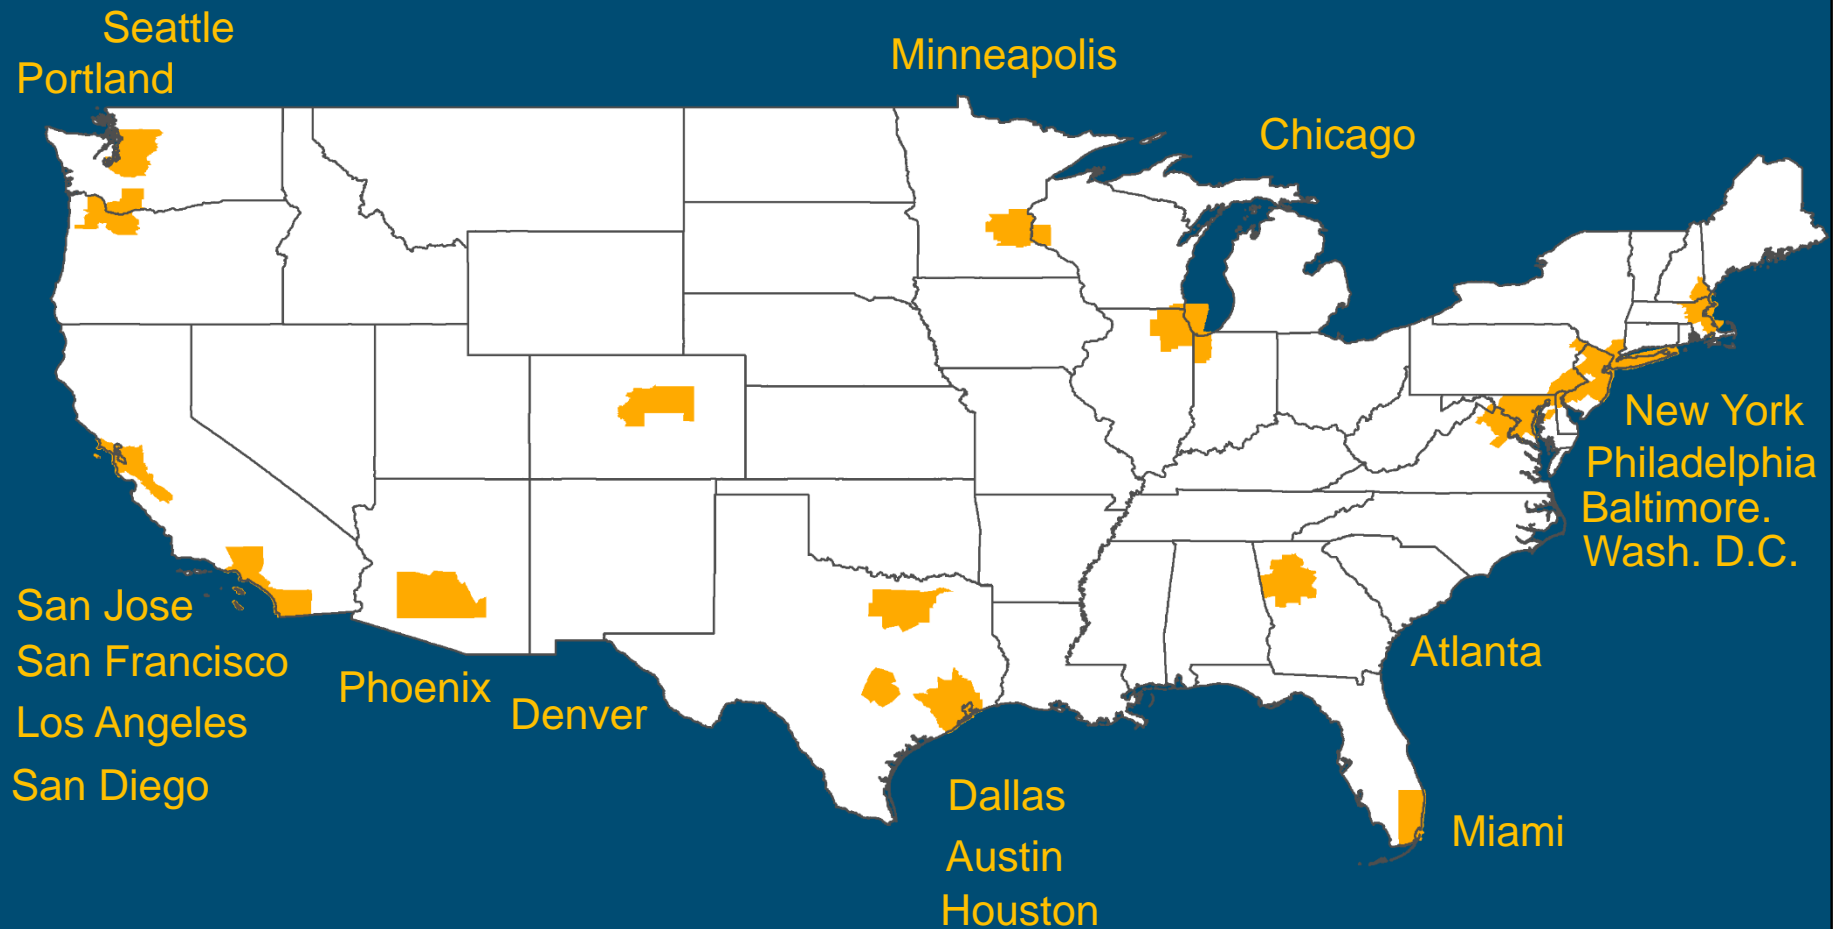 Seattle
Portland
Minneapolis
Chicago
New York
Philadelphia
Baltimore.
Wash. D.C.
San Jose
San Francisco
Los Angeles
San Diego
Phoenix
Denver
Dallas
Austin
Houston
Atlanta
Miami